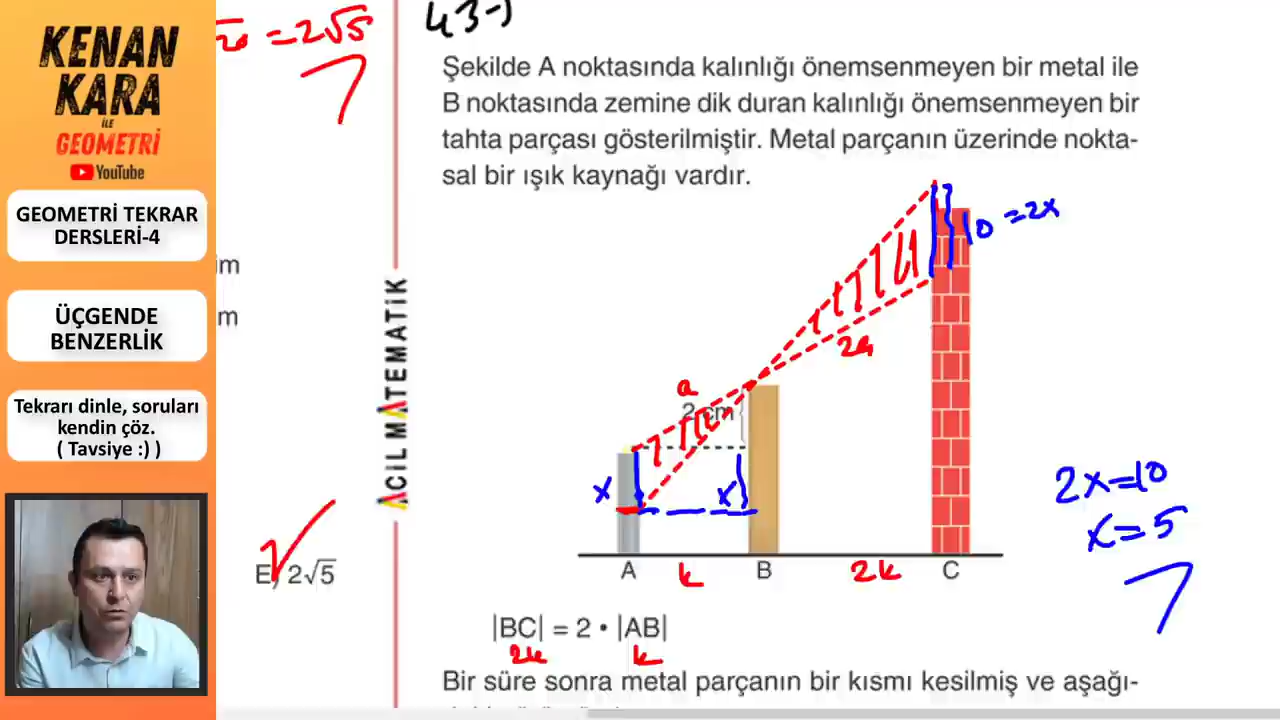 KENAN
KARA
İLE
GEOMETRİ
YouTube
GEOMETRİ TEKRAR
DERSLERİ-4
ÜÇGENDE
BENZERLİK
Tekrarı dinle, soruları
kendin çöz.
( Tavsiye :) )
= 2√5
im
m
E) 2√5
ACİL MATEMATİK
43-)
Şekilde A noktasında kalınlığı önemsenmeyen bir metal ile
B noktasında zemine dik duran kalınlığı önemsenmeyen bir
tahta parçası gösterilmiştir. Metal parçanın üzerinde nokta-
sal bir ışık kaynağı vardır.
10 = 2x
2a
a
2 cm
x
x
A
k
B
2k
C
2x = 10
x = 5
|BC| = 2 • |AB|
2k
k
Bir süre sonra metal parçanın bir kısmı kesilmiş ve aşağı-